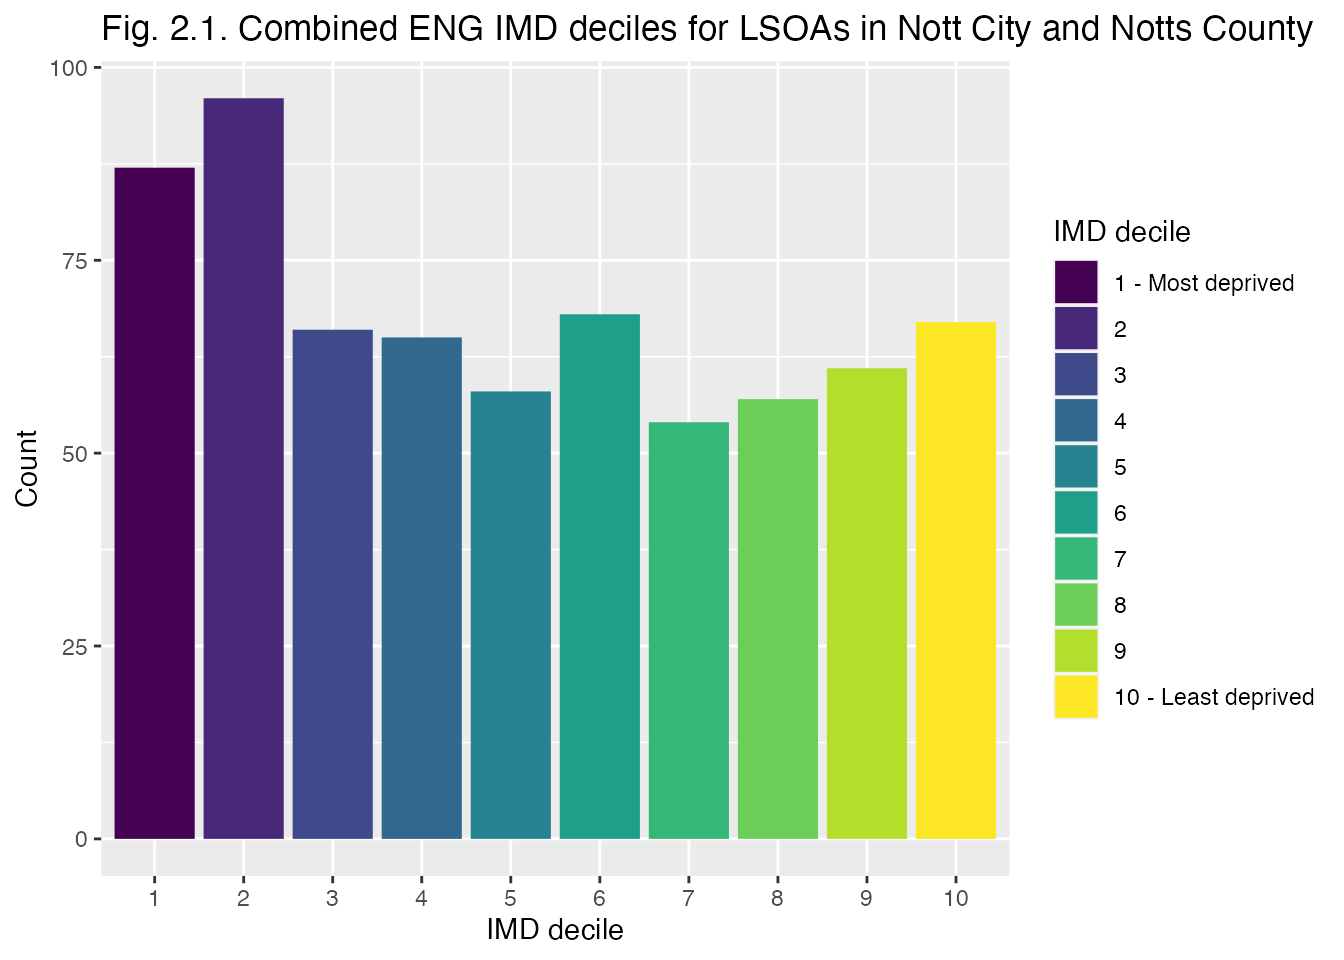 Fig. 2.1. Combined ENG IMD deciles for LSOAs in Nott City and Notts County
100
75
50
25
0
Count
1 2 3 4 5 6 7 8 9 10
IMD decile
IMD decile
1 - Most deprived
2
3
4
5
6
7
8
9
10 - Least deprived